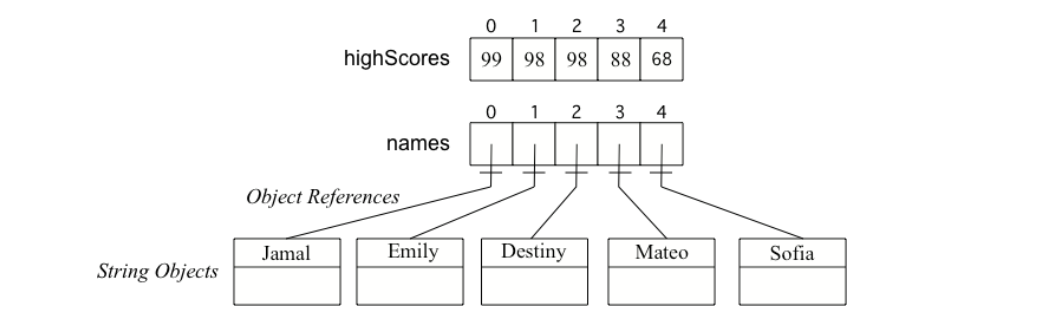 0 1 2 3 4
highScores 99 98 98 88 68
0 1 2 3 4
names
Object References
Jamal Emily Destiny Mateo Sofia
String Objects